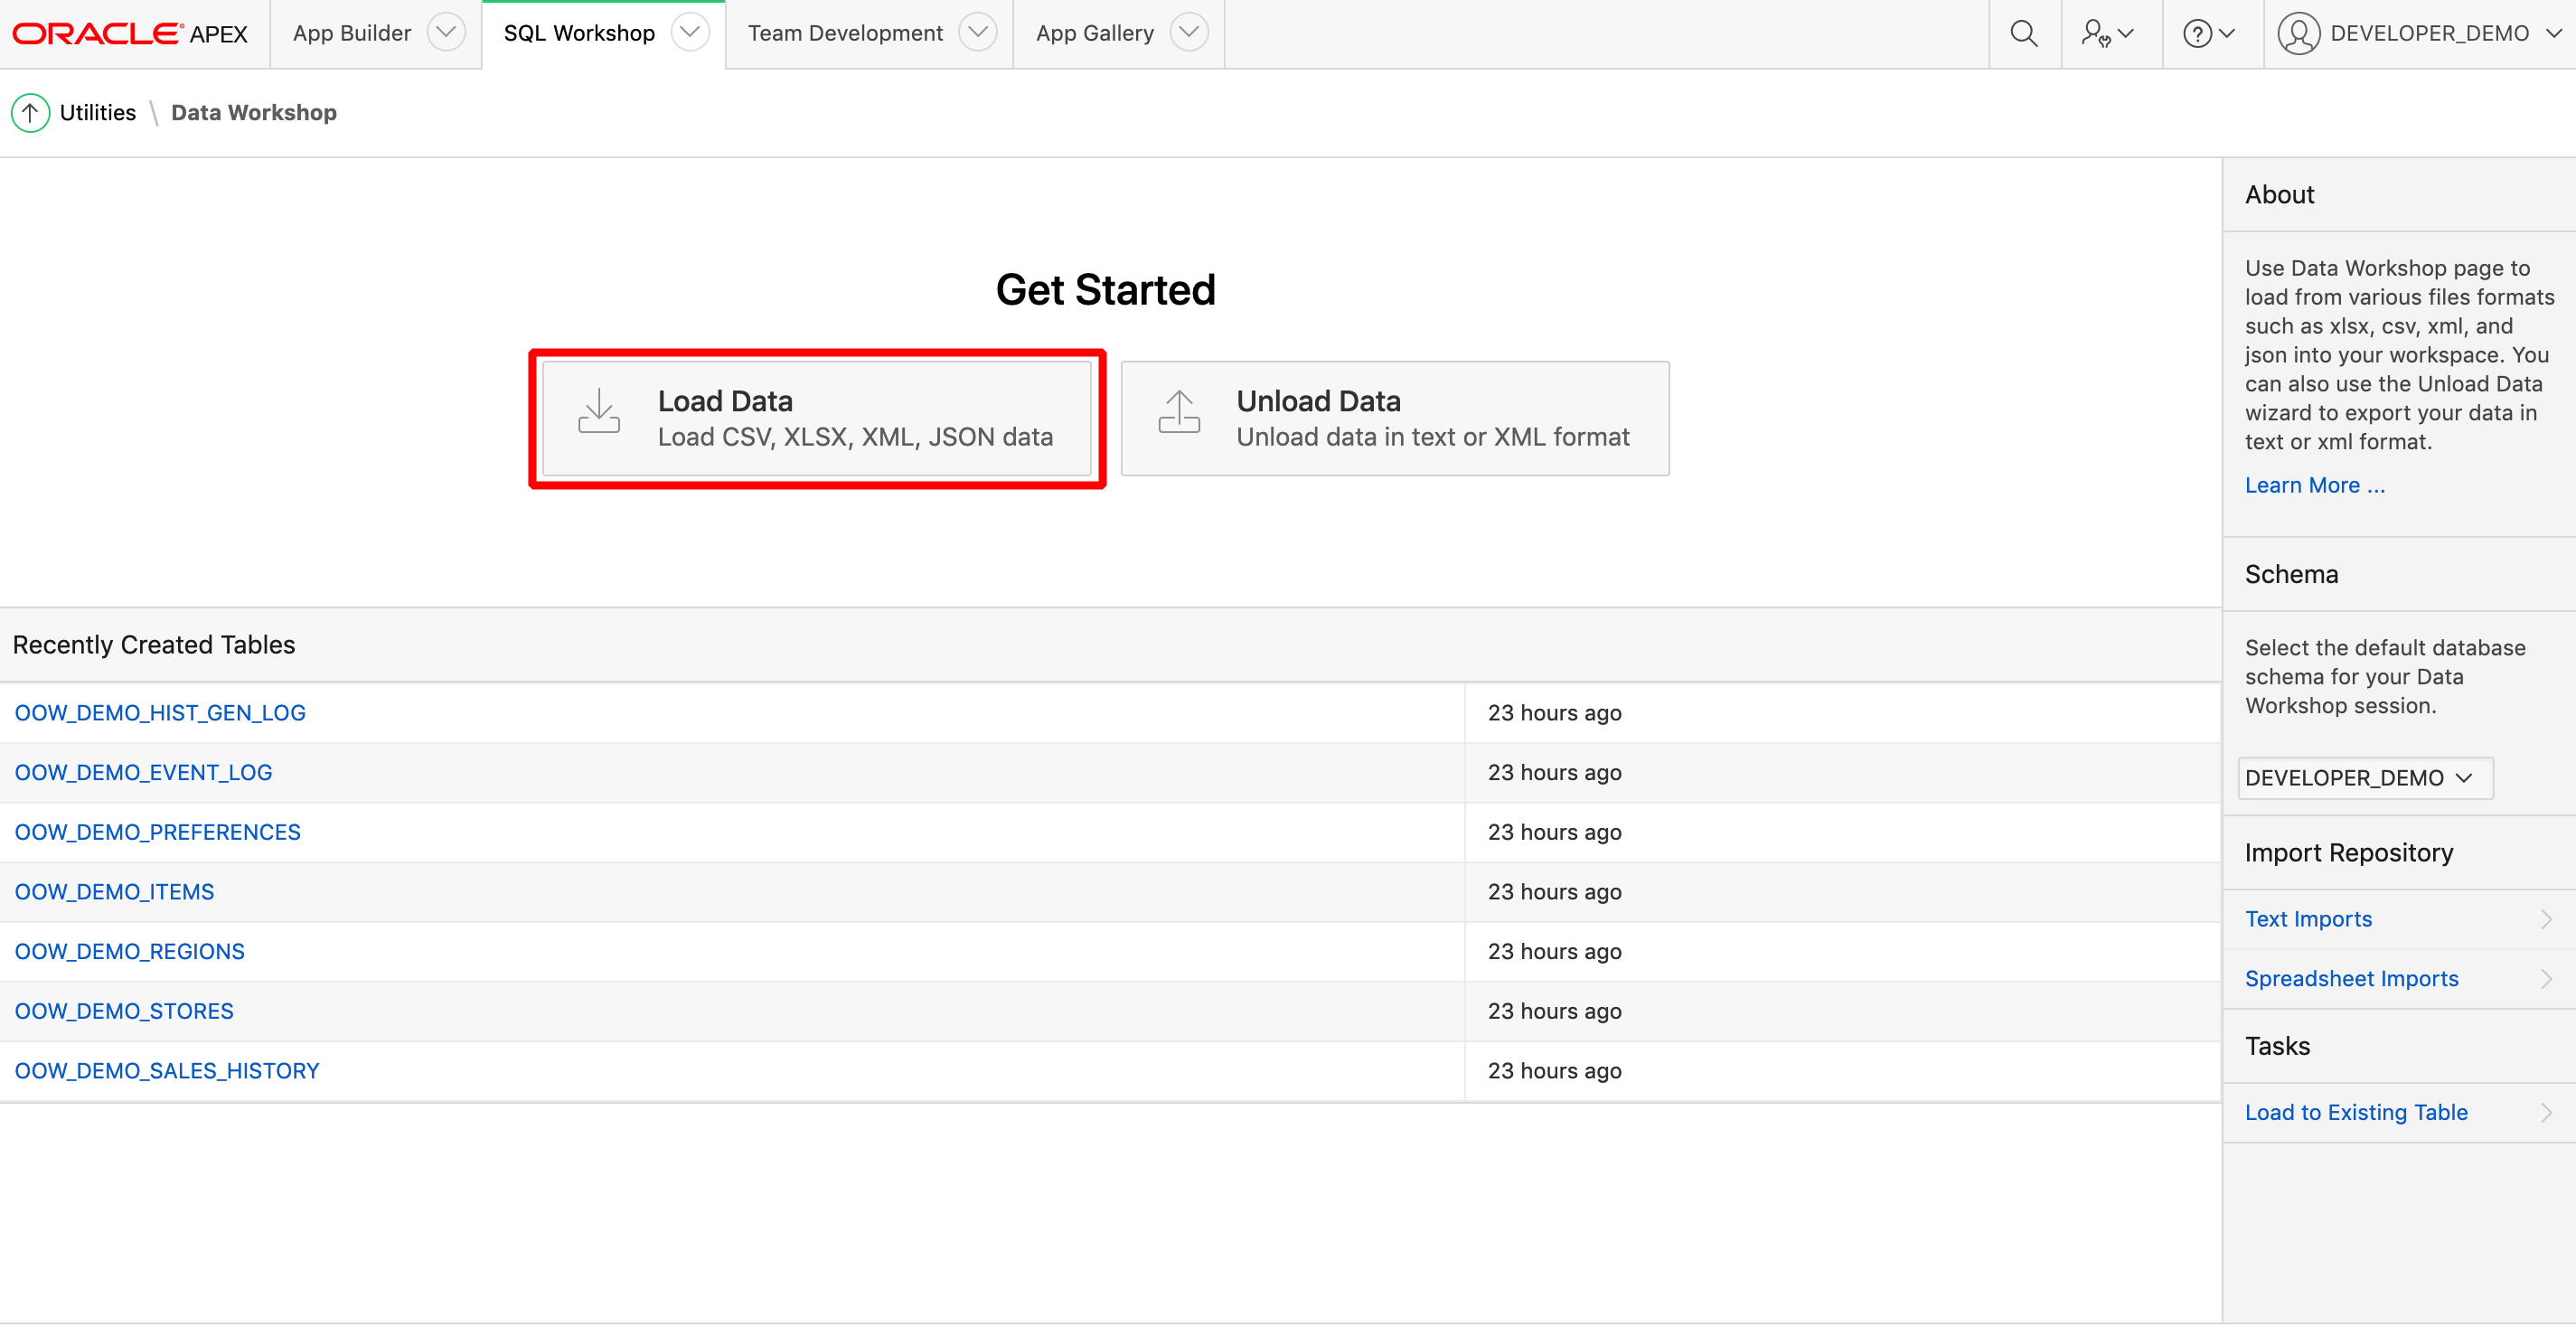 ORACLE APEX
App Builder
SQL Workshop
Team Development
App Gallery
DEVELOPER_DEMO
Utilities \ Data Workshop
Get Started
Load Data
Load CSV, XLSX, XML, JSON data
Unload Data
Unload data in text or XML format
Recently Created Tables
OOW_DEMO_HIST_GEN_LOG 23 hours ago
OOW_DEMO_EVENT_LOG 23 hours ago
OOW_DEMO_PREFERENCES 23 hours ago
OOW_DEMO_ITEMS 23 hours ago
OOW_DEMO_REGIONS 23 hours ago
OOW_DEMO_STORES 23 hours ago
OOW_DEMO_SALES_HISTORY 23 hours ago
About
Use Data Workshop page to
load from various files formats
such as xlsx, csv, xml, and
json into your workspace. You
can also use the Unload Data
wizard to export your data in
text or xml format.
Learn More ...
Schema
Select the default database
schema for your Data
Workshop session.
DEVELOPER_DEMO
Import Repository
Text Imports
Spreadsheet Imports
Tasks
Load to Existing Table